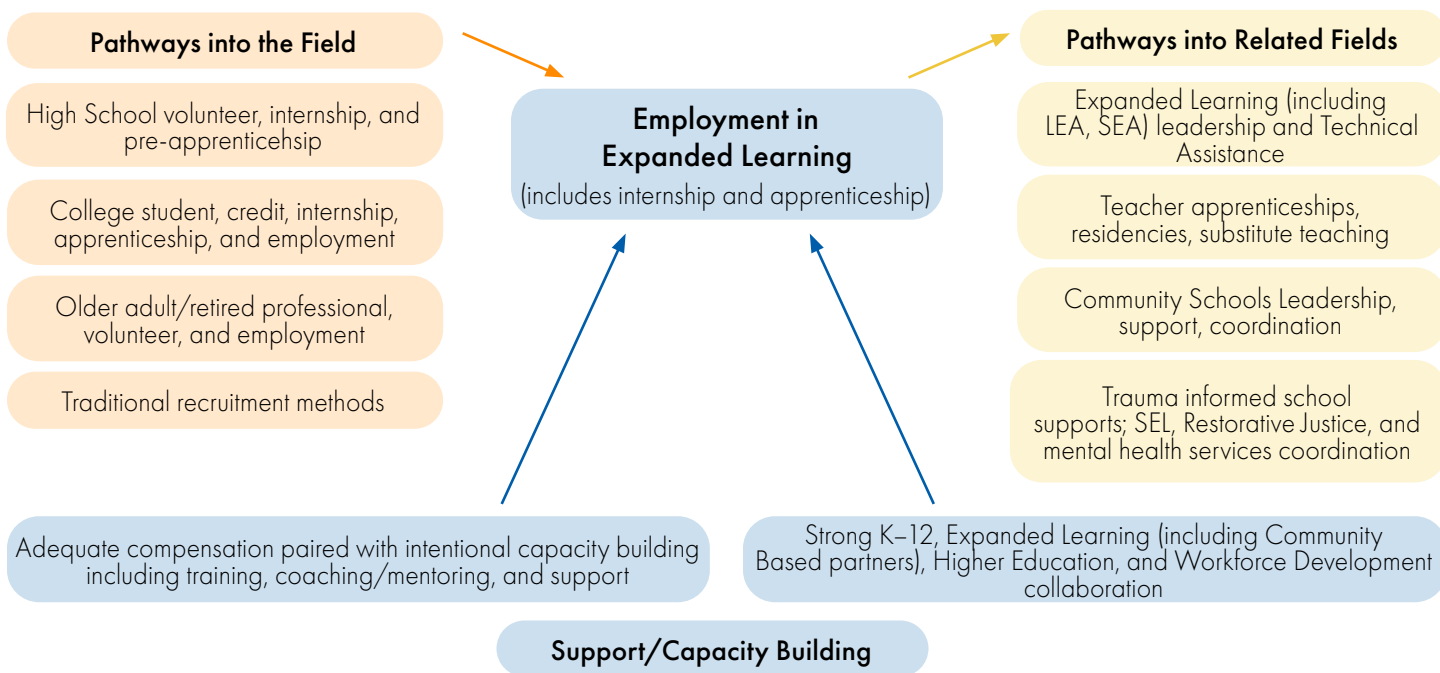 Pathways into the Field
High School volunteer, internship, and
pre-apprenticehsip
College student, credit, internship,
apprenticeship, and employment
Older adult/retired professional,
volunteer, and employment
Traditional recruitment methods
Employment in
Expanded Learning
(includes internship and apprenticeship)
Pathways into Related Fields
Expanded Learning (including
LEA, SEA) leadership and Technical
Assistance
Teacher apprenticeships,
residencies, substitute teaching
Community Schools Leadership,
support, coordination
Trauma informed school
supports; SEL, Restorative Justice, and
mental health services coordination
Adequate compensation paired with intentional capacity building
including training, coaching/mentoring, and support
Strong K–12, Expanded Learning (including Community
Based partners), Higher Education, and Workforce Development
collaboration
Support/Capacity Building